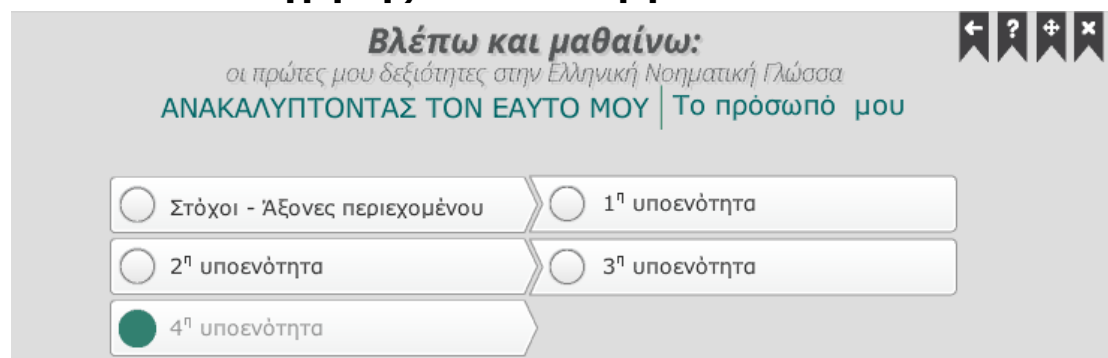 Βλέπω και μαθαίνω:
οι πρώτες μου δεξιότητες στην Ελληνική Νοηματική Γλώσσα
ΑΝΑΚΑΛΥΠΤΟΝΤΑΣ ΤΟΝ ΕΑΥΤΟ ΜΟΥ | Το πρόσωπό μου
Στόχοι - Άξονες περιεχομένου
1η υποενότητα
2η υποενότητα
3η υποενότητα
4η υποενότητα